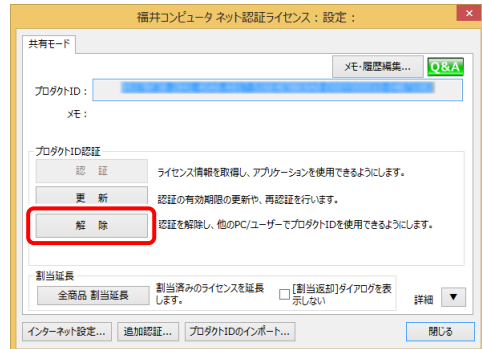 福井コンピュータ ネット認証ライセンス：設定：
×
共有モード
メモ・履歴編集... Q&A
プロダクトID：
メモ：
プロダクトID認証
認　証 ライセンス情報を取得し、アプリケーションを使用できるようにします。
更　新 認証の有効期限の更新や、再認証を行います。
解　除 認証を解除し、他のPC/ユーザーでプロダクトIDを使用できるようにします。
割当延長
全商品 割当延長 割当済みのライセンスを延長 [割当返却]ダイアログを表
します。 示しない 詳細 ▼
インターネット設定... 追加認証... プロダクトIDのインポート... 閉じる